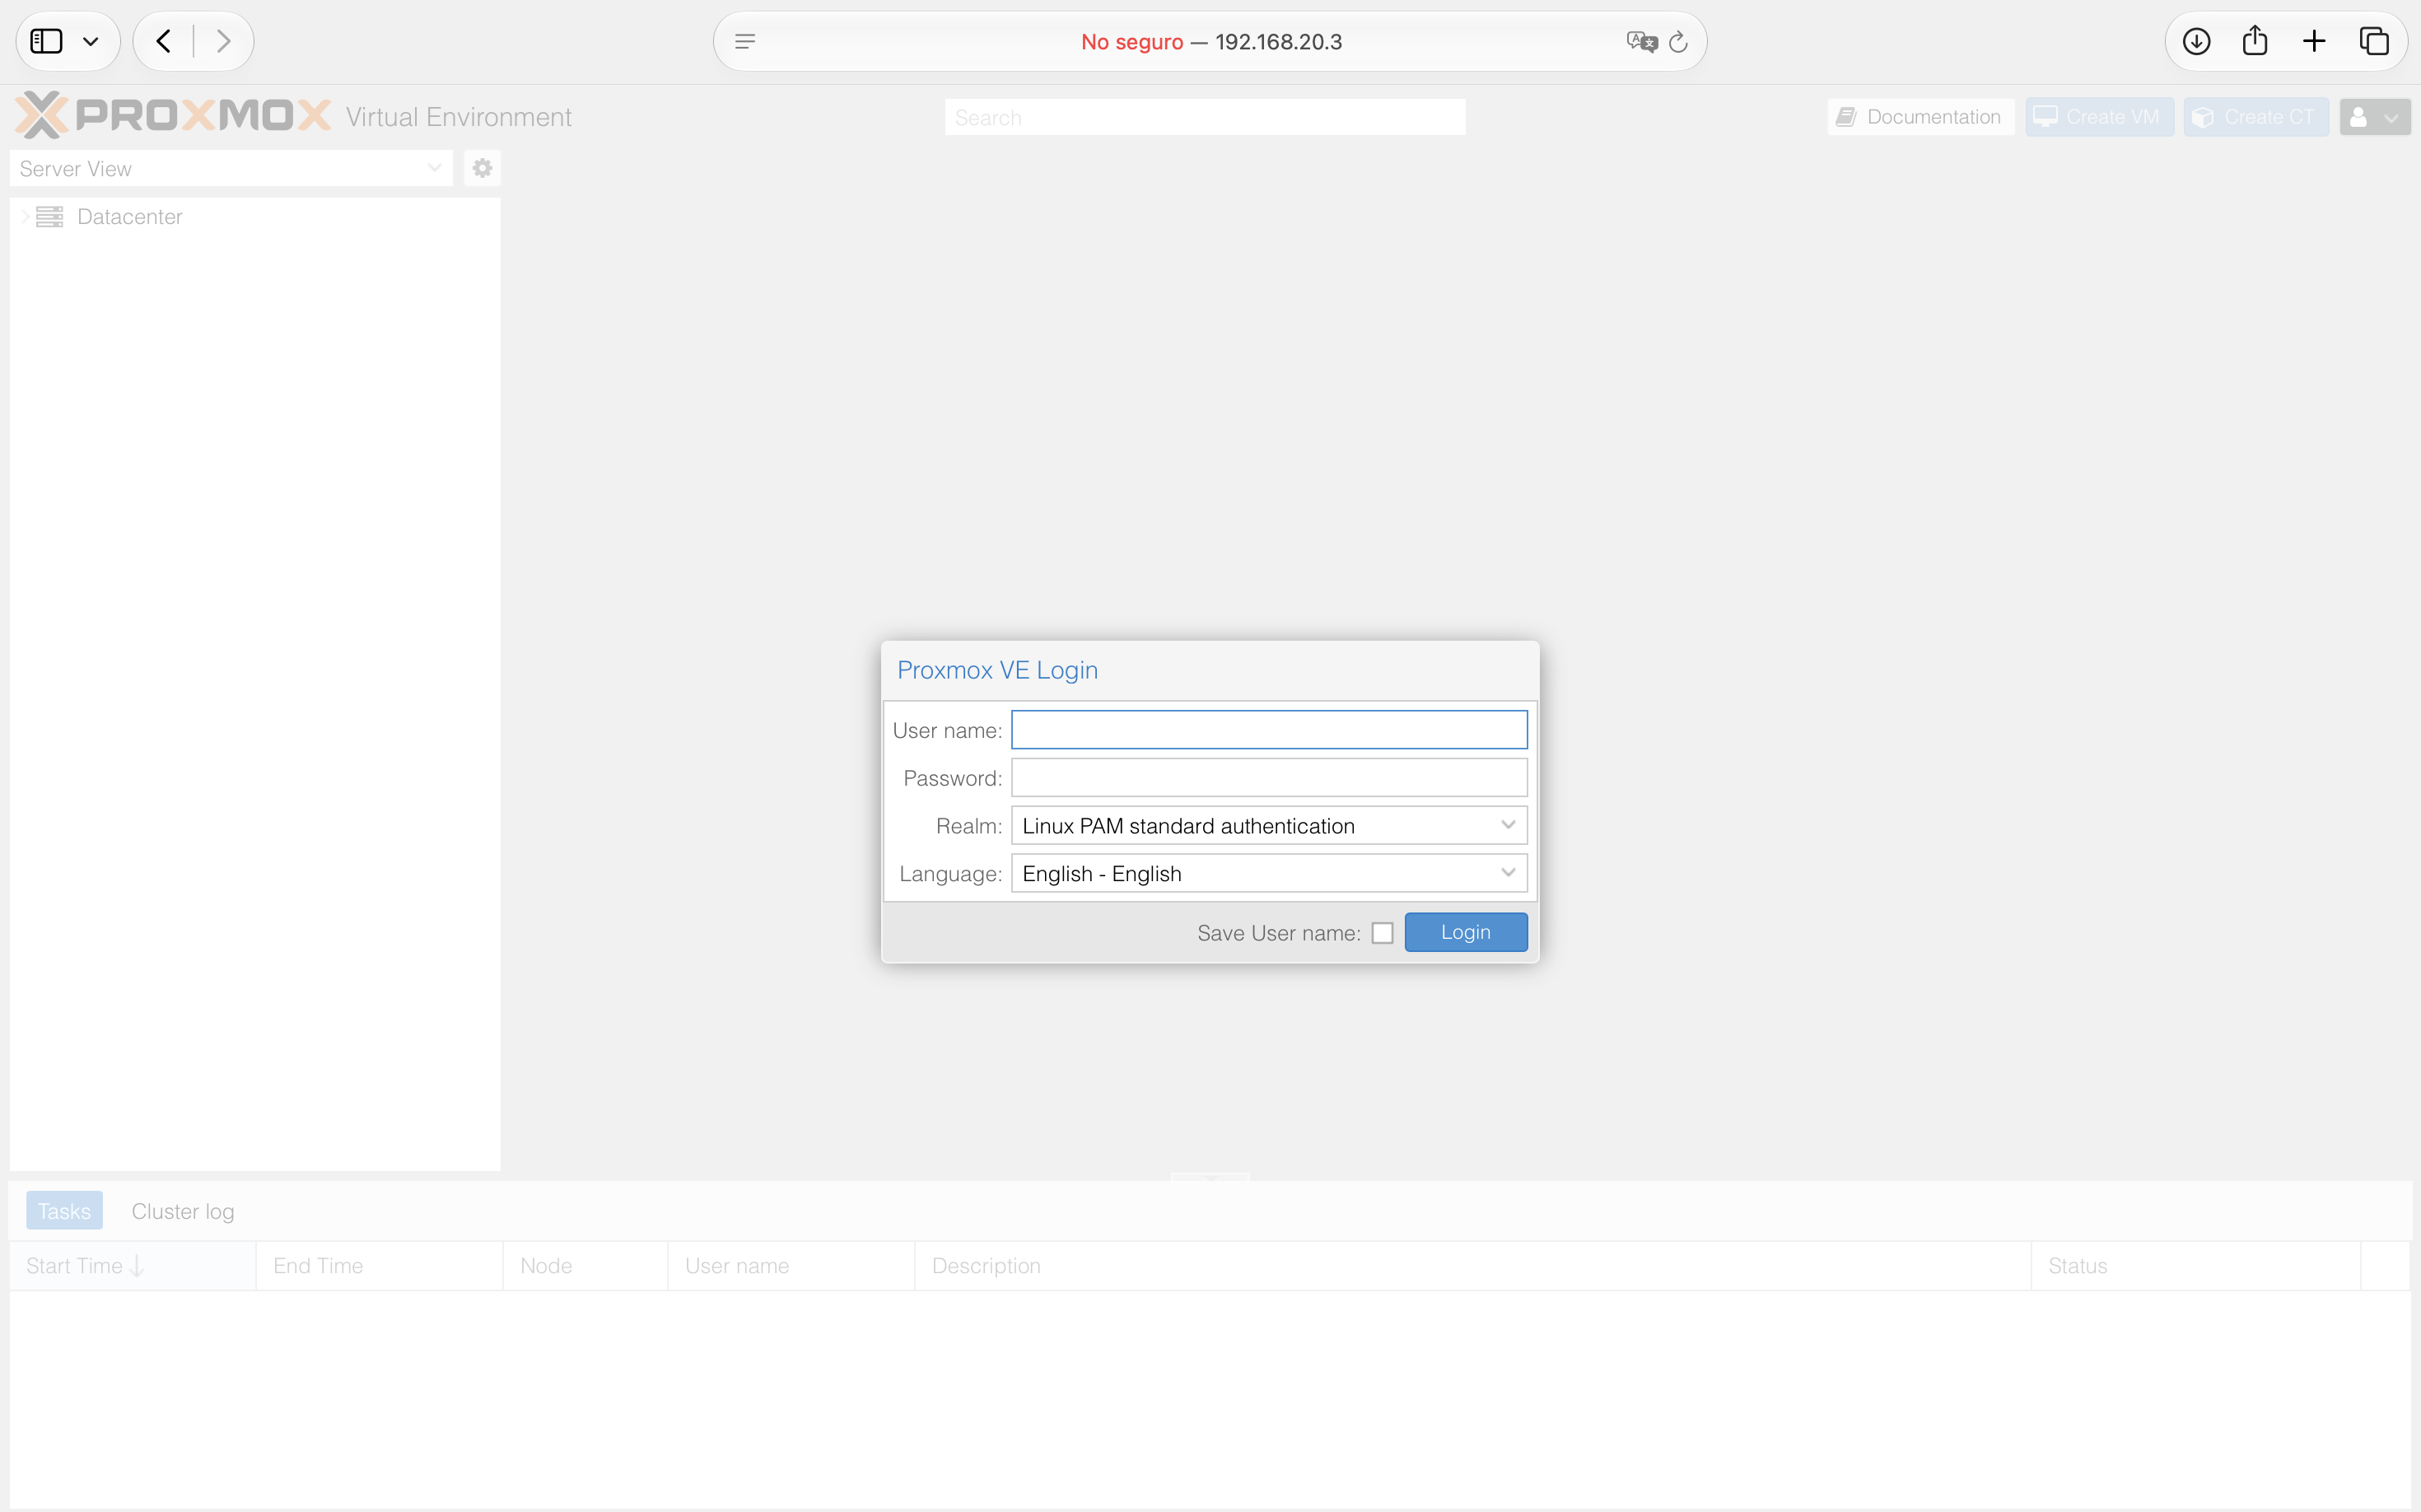 No seguro — 192.168.20.3
PROXMOX Virtual Environment
Search
Documentation
Create VM
Create CT
Server View
Datacenter
Proxmox VE Login
User name:
Password:
Realm: Linux PAM standard authentication
Language: English - English
Save User name:
Login
Tasks
Cluster log
Start Time
End Time
Node
User name
Description
Status